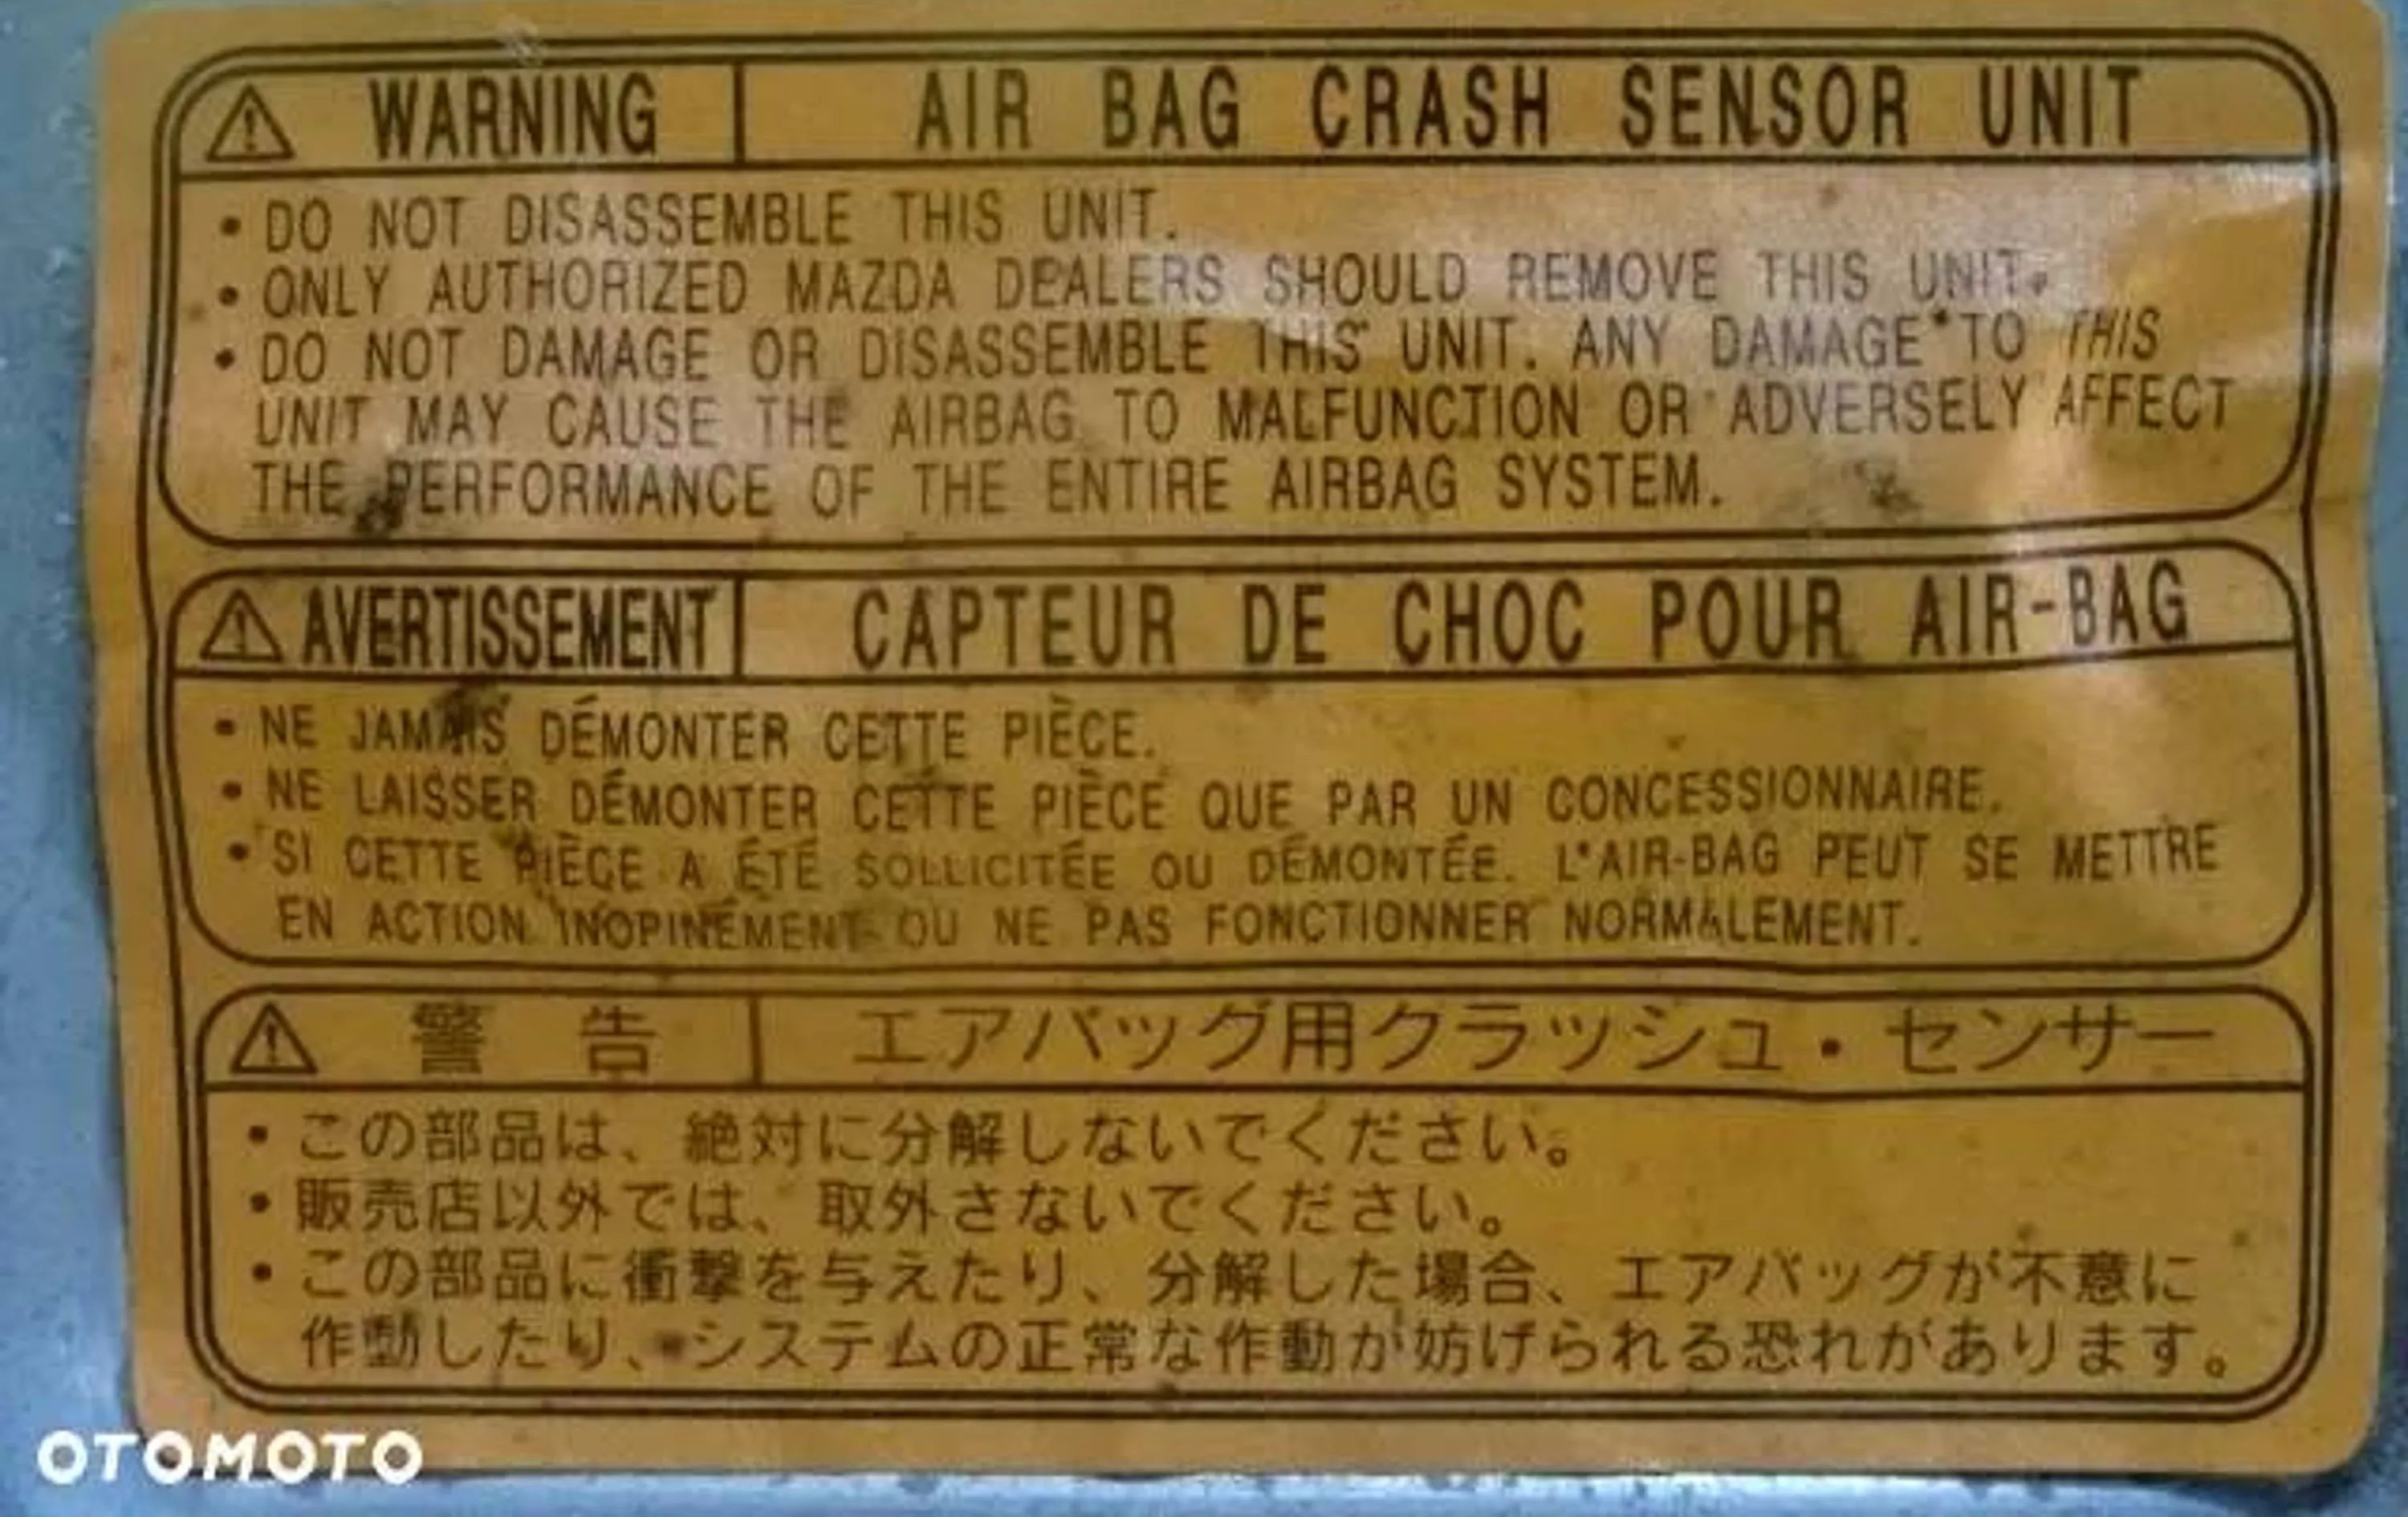 ⚠ WARNING AIR BAG CRASH SENSOR UNIT
• DO NOT DISASSEMBLE THIS UNIT.
• ONLY AUTHORIZED MAZDA DEALERS SHOULD REMOVE THIS UNIT.
• DO NOT DAMAGE OR DISASSEMBLE THIS UNIT. ANY DAMAGE TO THIS
UNIT MAY CAUSE THE AIRBAG TO MALFUNCTION OR ADVERSELY AFFECT
THE PERFORMANCE OF THE ENTIRE AIRBAG SYSTEM.
⚠ AVERTISSEMENT CAPTEUR DE CHOC POUR AIR-BAG
• NE JAMAIS DÉMONTER CETTE PIÈCE.
• NE LAISSER DÉMONTER CETTE PIÈCE QUE PAR UN CONCESSIONNAIRE.
• SI CETTE PIÈCE A ÉTÉ SOLLICITÉE OU DÉMONTÉE. L'AIR-BAG PEUT SE METTRE
EN ACTION INOPINÉMENT OU NE PAS FONCTIONNER NORMALEMENT.
⚠ 警告 エアバッグ用クラッシュ・センサー
• この部品は、絶対に分解しないでください。
• 販売店以外では、取外さないでください。
• この部品に衝撃を与えたり、分解した場合、エアバッグが不意に
作動したり、システムの正常な作動が妨げられる恐れがあります。
OTOMOTO